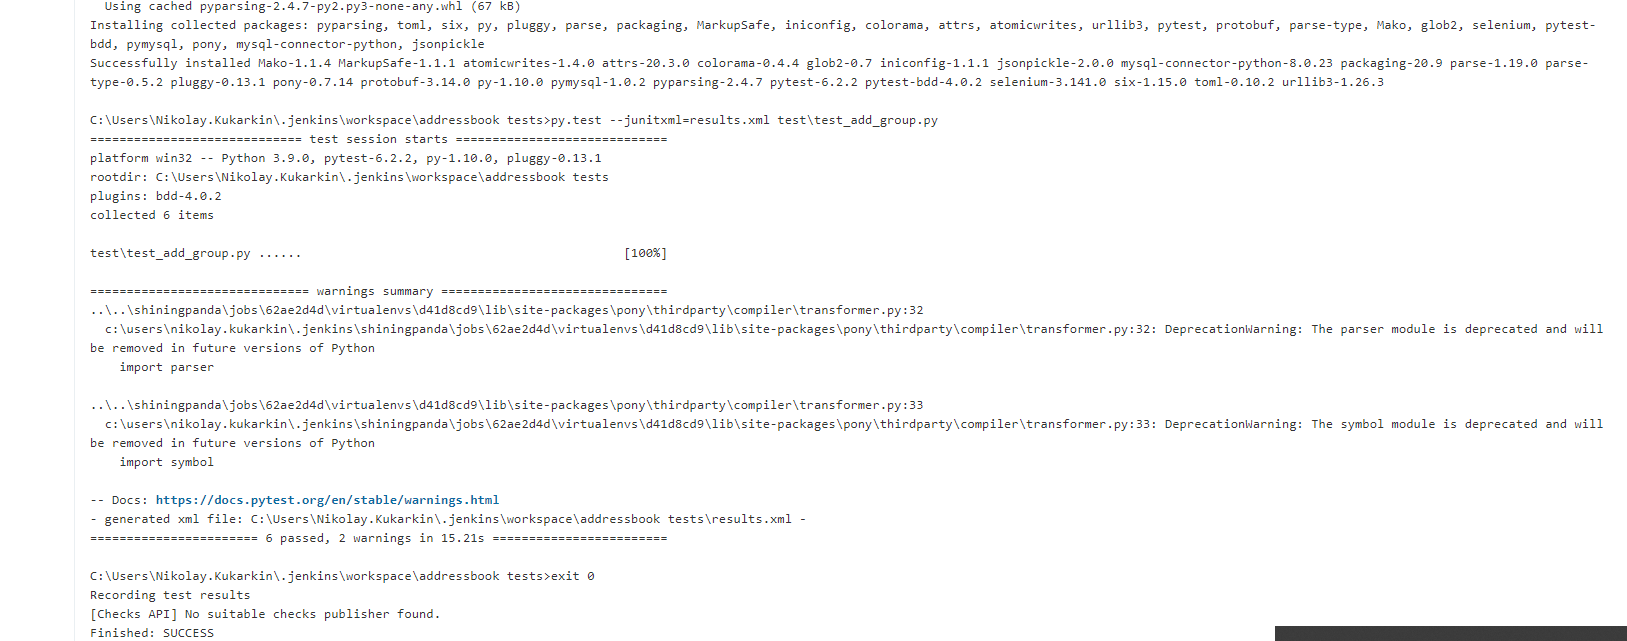 Using cached pyparsing-2.4.7-py2.py3-none-any.whl (67 kB)
Installing collected packages: pyparsing, toml, six, py, pluggy, parse, packaging, MarkupSafe, iniconfig, colorama, attrs, atomicwrites, urllib3, pytest, protobuf, parse-type, Mako, glob2, selenium, pytest-
bdd, pymysql, pony, mysql-connector-python, jsonpickle
Successfully installed Mako-1.1.4 MarkupSafe-1.1.1 atomicwrites-1.4.0 attrs-20.3.0 colorama-0.4.4 glob2-0.7 iniconfig-1.1.1 jsonpickle-2.0.0 mysql-connector-python-8.0.23 packaging-20.9 parse-1.19.0 parse-
type-0.5.2 pluggy-0.13.1 pony-0.7.14 protobuf-3.14.0 py-1.10.0 pymysql-1.0.2 pyparsing-2.4.7 pytest-6.2.2 pytest-bdd-4.0.2 selenium-3.141.0 six-1.15.0 toml-0.10.2 urllib3-1.26.3
C:\Users\Nikolay.Kukarkin\.jenkins\workspace\addressbook tests>py.test --junitxml=results.xml test\test_add_group.py
============================= test session starts =============================
platform win32 -- Python 3.9.0, pytest-6.2.2, py-1.10.0, pluggy-0.13.1
rootdir: C:\Users\Nikolay.Kukarkin\.jenkins\workspace\addressbook tests
plugins: bdd-4.0.2
collected 6 items
test\test_add_group.py ...... [100%]
============================== warnings summary ===============================
..\..\shiningpanda\jobs\62ae2d4d\virtualenvs\d41d8cd9\lib\site-packages\pony\thirdparty\compiler\transformer.py:32
c:\users\nikolay.kukarkin\.jenkins\shiningpanda\jobs\62ae2d4d\virtualenvs\d41d8cd9\lib\site-packages\pony\thirdparty\compiler\transformer.py:32: DeprecationWarning: The parser module is deprecated and will
be removed in future versions of Python
import parser
..\..\shiningpanda\jobs\62ae2d4d\virtualenvs\d41d8cd9\lib\site-packages\pony\thirdparty\compiler\transformer.py:33
c:\users\nikolay.kukarkin\.jenkins\shiningpanda\jobs\62ae2d4d\virtualenvs\d41d8cd9\lib\site-packages\pony\thirdparty\compiler\transformer.py:33: DeprecationWarning: The symbol module is deprecated and will
be removed in future versions of Python
import symbol
-- Docs: https://docs.pytest.org/en/stable/warnings.html
- generated xml file: C:\Users\Nikolay.Kukarkin\.jenkins\workspace\addressbook tests\results.xml -
======================= 6 passed, 2 warnings in 15.21s ========================
C:\Users\Nikolay.Kukarkin\.jenkins\workspace\addressbook tests>exit 0
Recording test results
[Checks API] No suitable checks publisher found.
Finished: SUCCESS